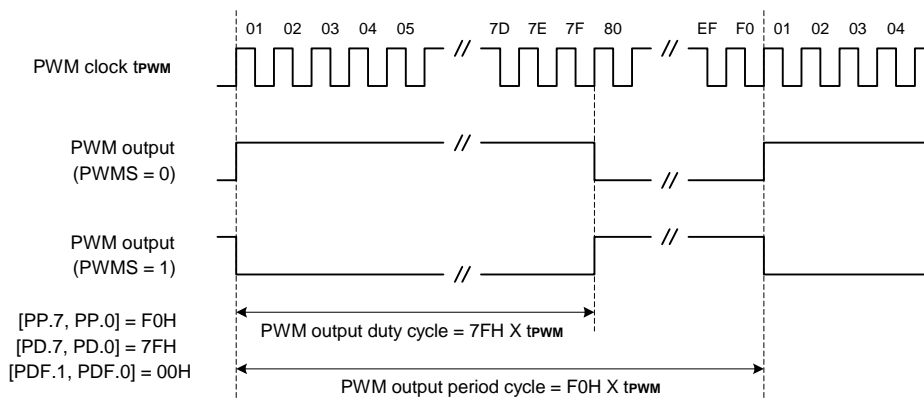 01 02 03 04 05 7D 7E 7F 80 EF F0 01 02 03 04
PWM clock tPWM
PWM output
(PWMS = 0)
PWM output
(PWMS = 1)
[PP.7, PP.0] = F0H
[PD.7, PD.0] = 7FH
[PDF.1, PDF.0] = 00H
PWM output duty cycle = 7FH X tPWM
PWM output period cycle = F0H X tPWM